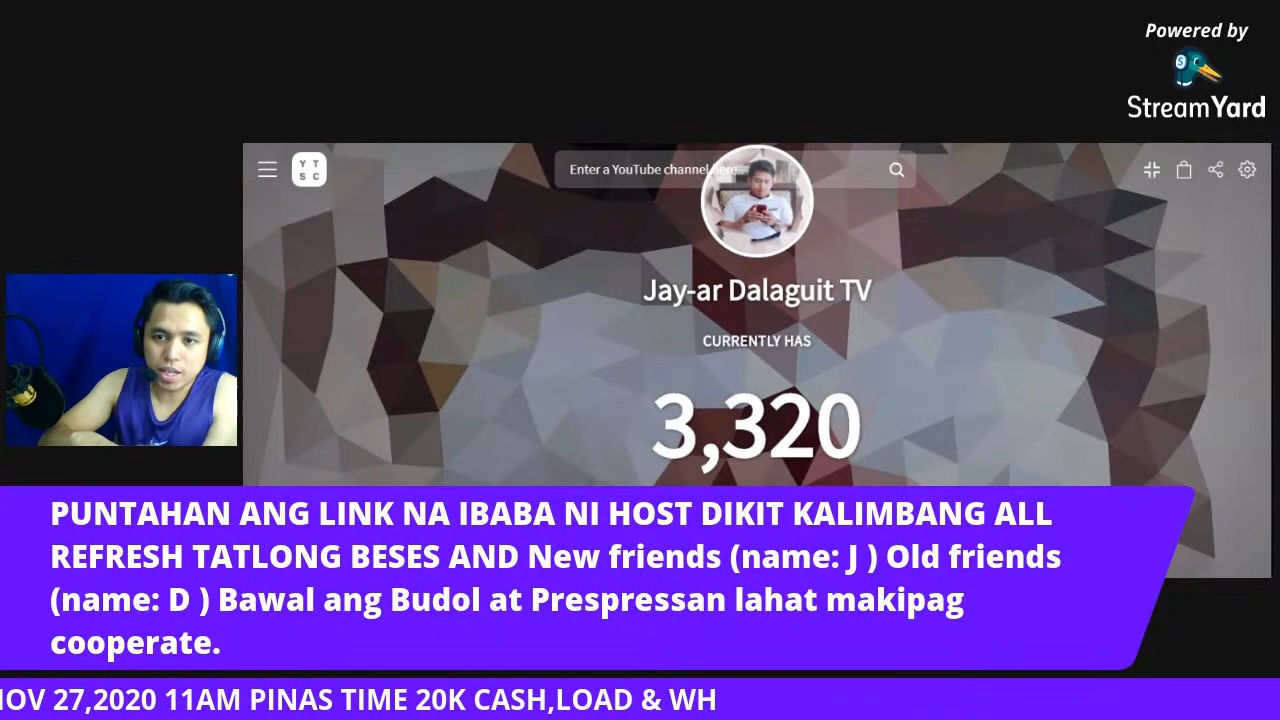 Powered by
StreamYard
Y T
S C
Enter a YouTube channel here...
Jay-ar Dalaguit TV
CURRENTLY HAS
3,320
PUNTAHAN ANG LINK NA IBABA NI HOST DIKIT KALIMBANG ALL
REFRESH TATLONG BESES AND New friends (name: J ) Old friends
(name: D ) Bawal ang Budol at Prespressan lahat makipag
cooperate.
NOV 27,2020 11AM PINAS TIME 20K CASH,LOAD & WH